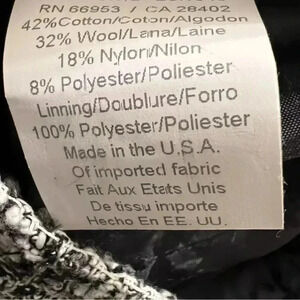 RN 66953 / CA 28402
42%Cotton/Coton/Algodon
32% Wool/Lana/Laine
18% Nylon/Nilon
8% Polyester/Poliester
Linning/Doublure/Forro
100% Polyester/Poliester
Made in the U.S.A.
Of imported fabric
Fait Aux Etats Unis
De tissu importe
Hecho En EE. UU.